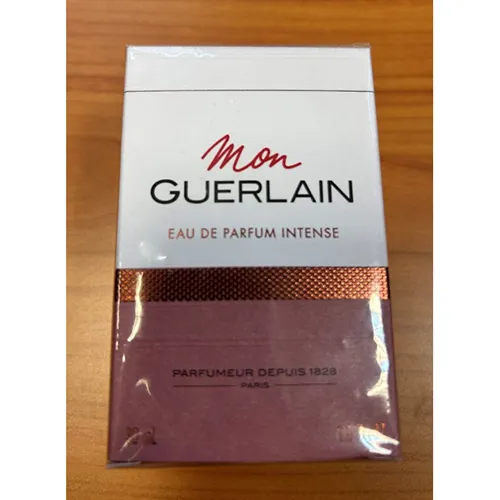 Mon
GUERLAIN
EAU DE PARFUM INTENSE
PARFUMEUR DEPUIS 1828
PARIS